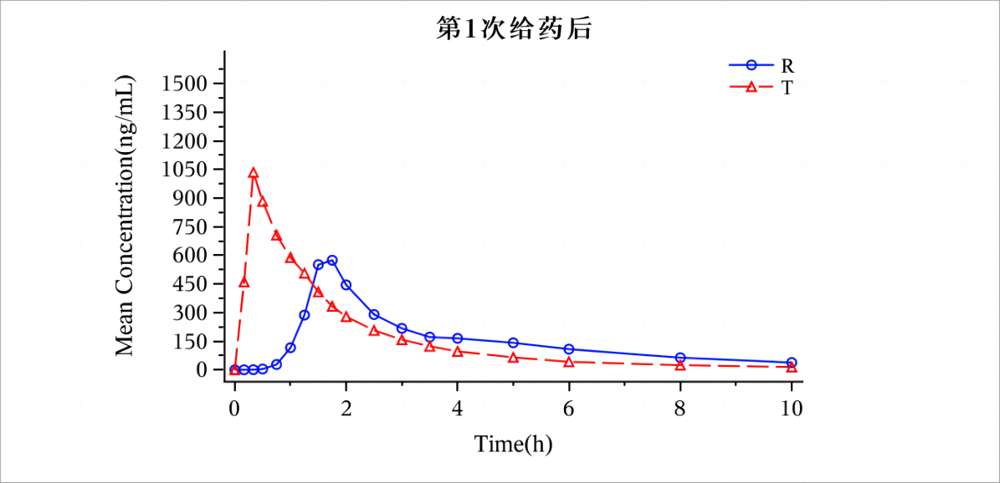 第1次给药后
R
T
Mean Concentration(ng/mL)
1500
1350
1200
1050
900
750
600
450
300
150
0
0 2 4 6 8 10
Time(h)